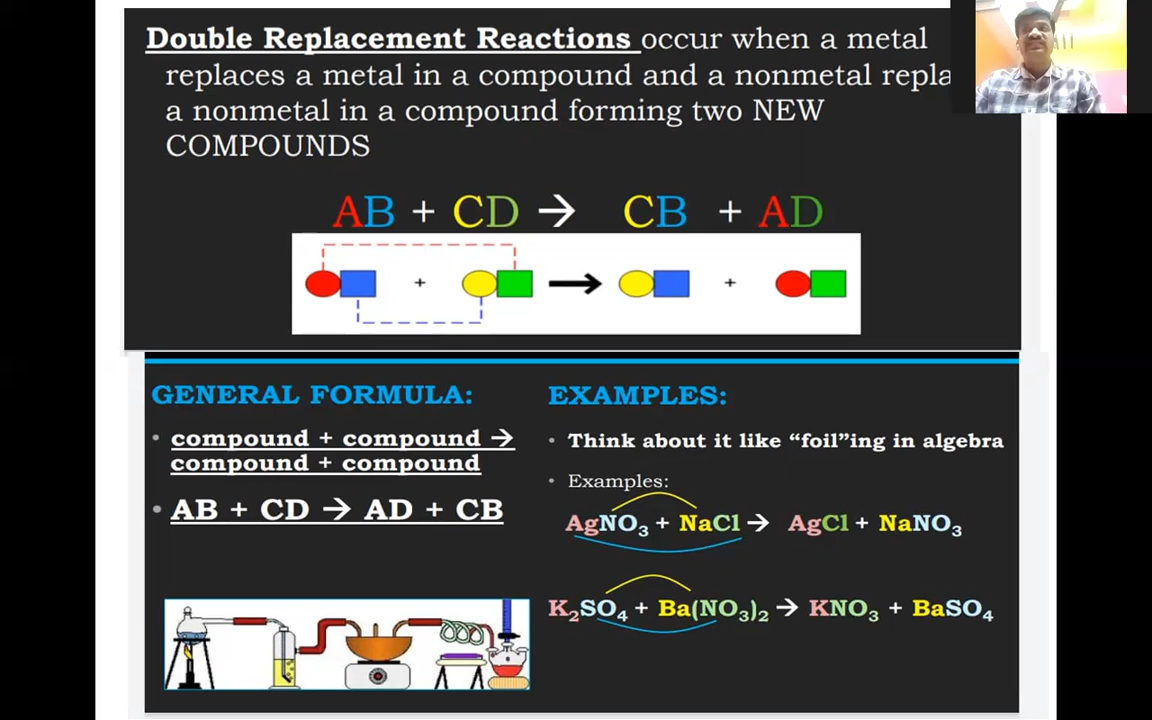 Double Replacement Reactions occur when a metal
replaces a metal in a compound and a nonmetal repla
a nonmetal in a compound forming two NEW
COMPOUNDS
AB + CD → CB + AD
+ → +
GENERAL FORMULA:
• compound + compound →
compound + compound
• AB + CD → AD + CB
EXAMPLES:
• Think about it like “foil”ing in algebra
• Examples:
AgNO₃ + NaCl → AgCl + NaNO₃
K₂SO₄ + Ba(NO₃)₂ → KNO₃ + BaSO₄